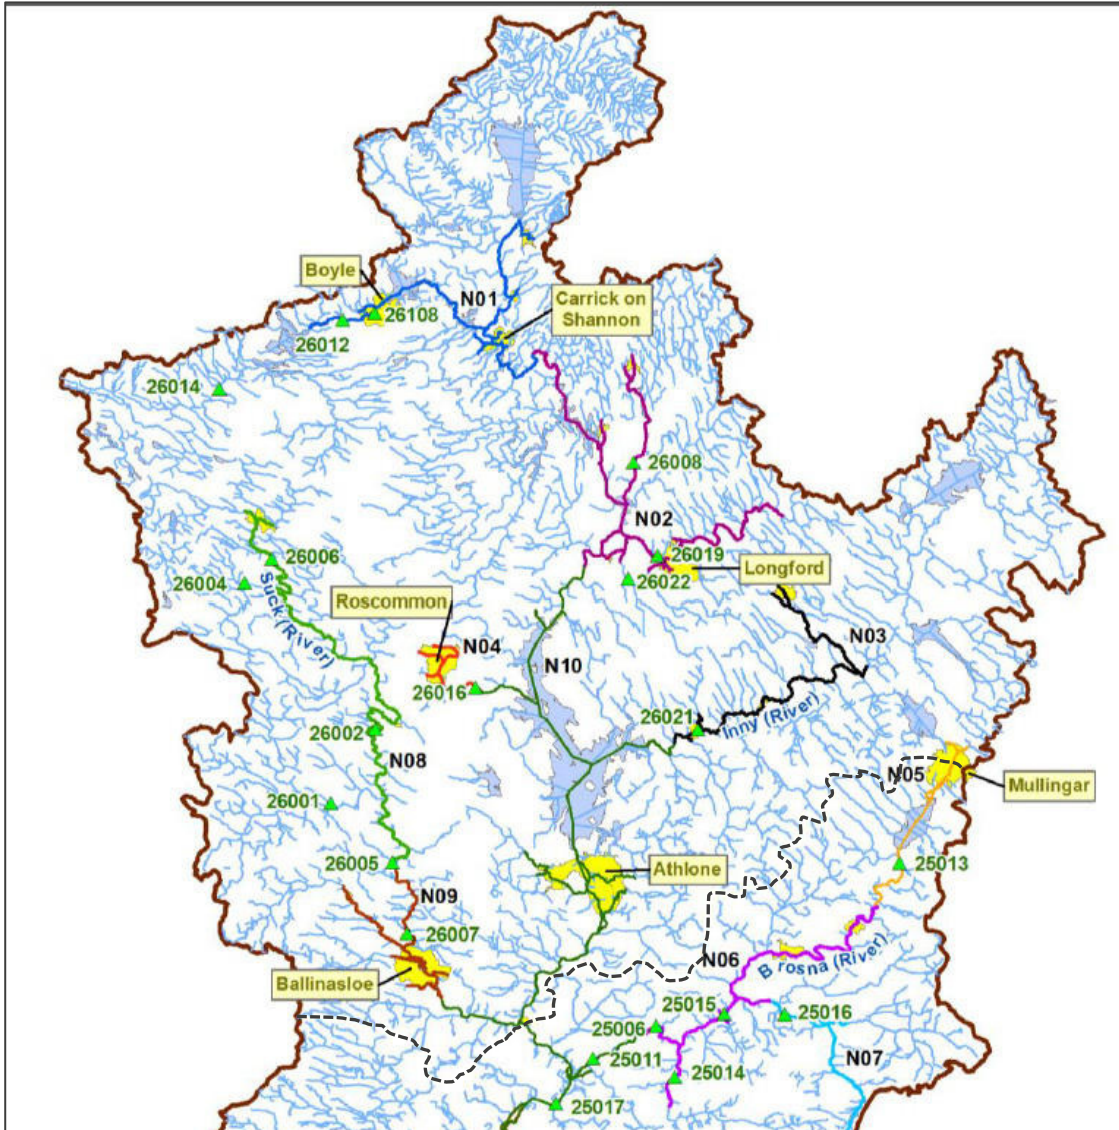 Boyle
N01
Carrick on
Shannon
26108
26012
26014
26008
N02
26019
26006
26004
26022
Longford
Suck (River)
Roscommon
N04
N03
N10
26016
26021
Inny (River)
26002
N08
N05
Mullingar
26001
26005
Athlone
25013
N09
26007
N06
B rosna (River)
Ballinasloe
25015
25016
25006
25011
25014
N07
25017